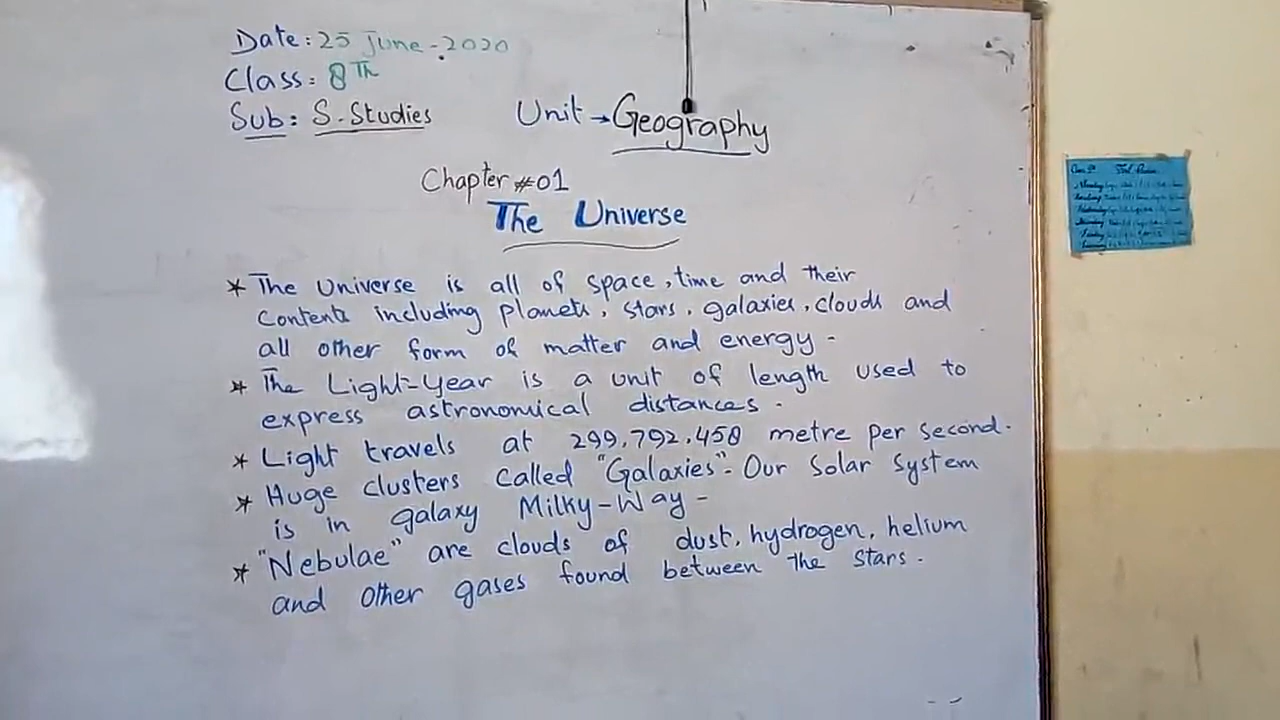 Date: 25 June - 2020
Class: 8Th
Sub: S. Studies
Unit → Geography
Chapter #01
The Universe
* The Universe is all of space, time and their
Contents including planets, stars, galaxies, clouds and
all other form of matter and energy -
* The Light-Year is a unit of length used to
express astronomical distances.
* Light travels at 299,792,458 metre per second.
* Huge clusters called "Galaxies". Our Solar System
is in galaxy Milky-Way -
* "Nebulae" are clouds of dust, hydrogen, helium
and other gases found between the stars.